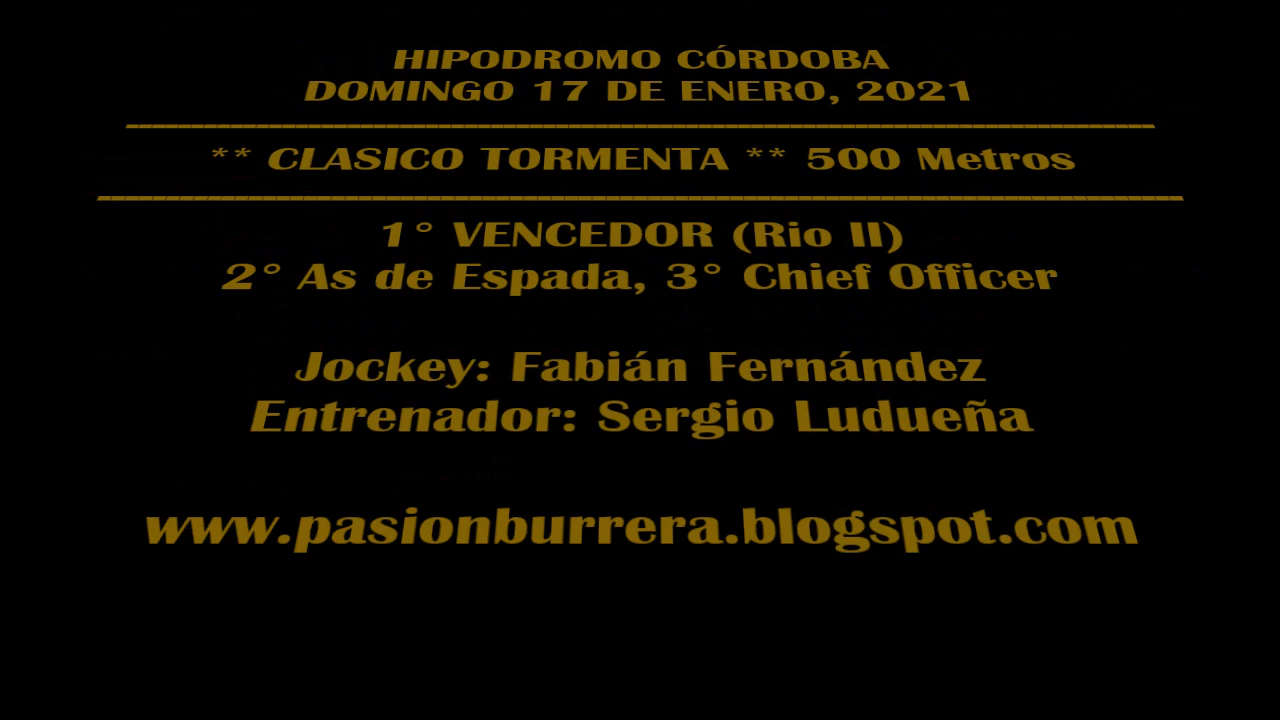 HIPODROMO CÓRDOBA
DOMINGO 17 DE ENERO, 2021
** CLASICO TORMENTA ** 500 Metros
1° VENCEDOR (Rio II)
2° As de Espada, 3° Chief Officer
Jockey: Fabián Fernández
Entrenador: Sergio Ludueña
www.pasionburrera.blogspot.com